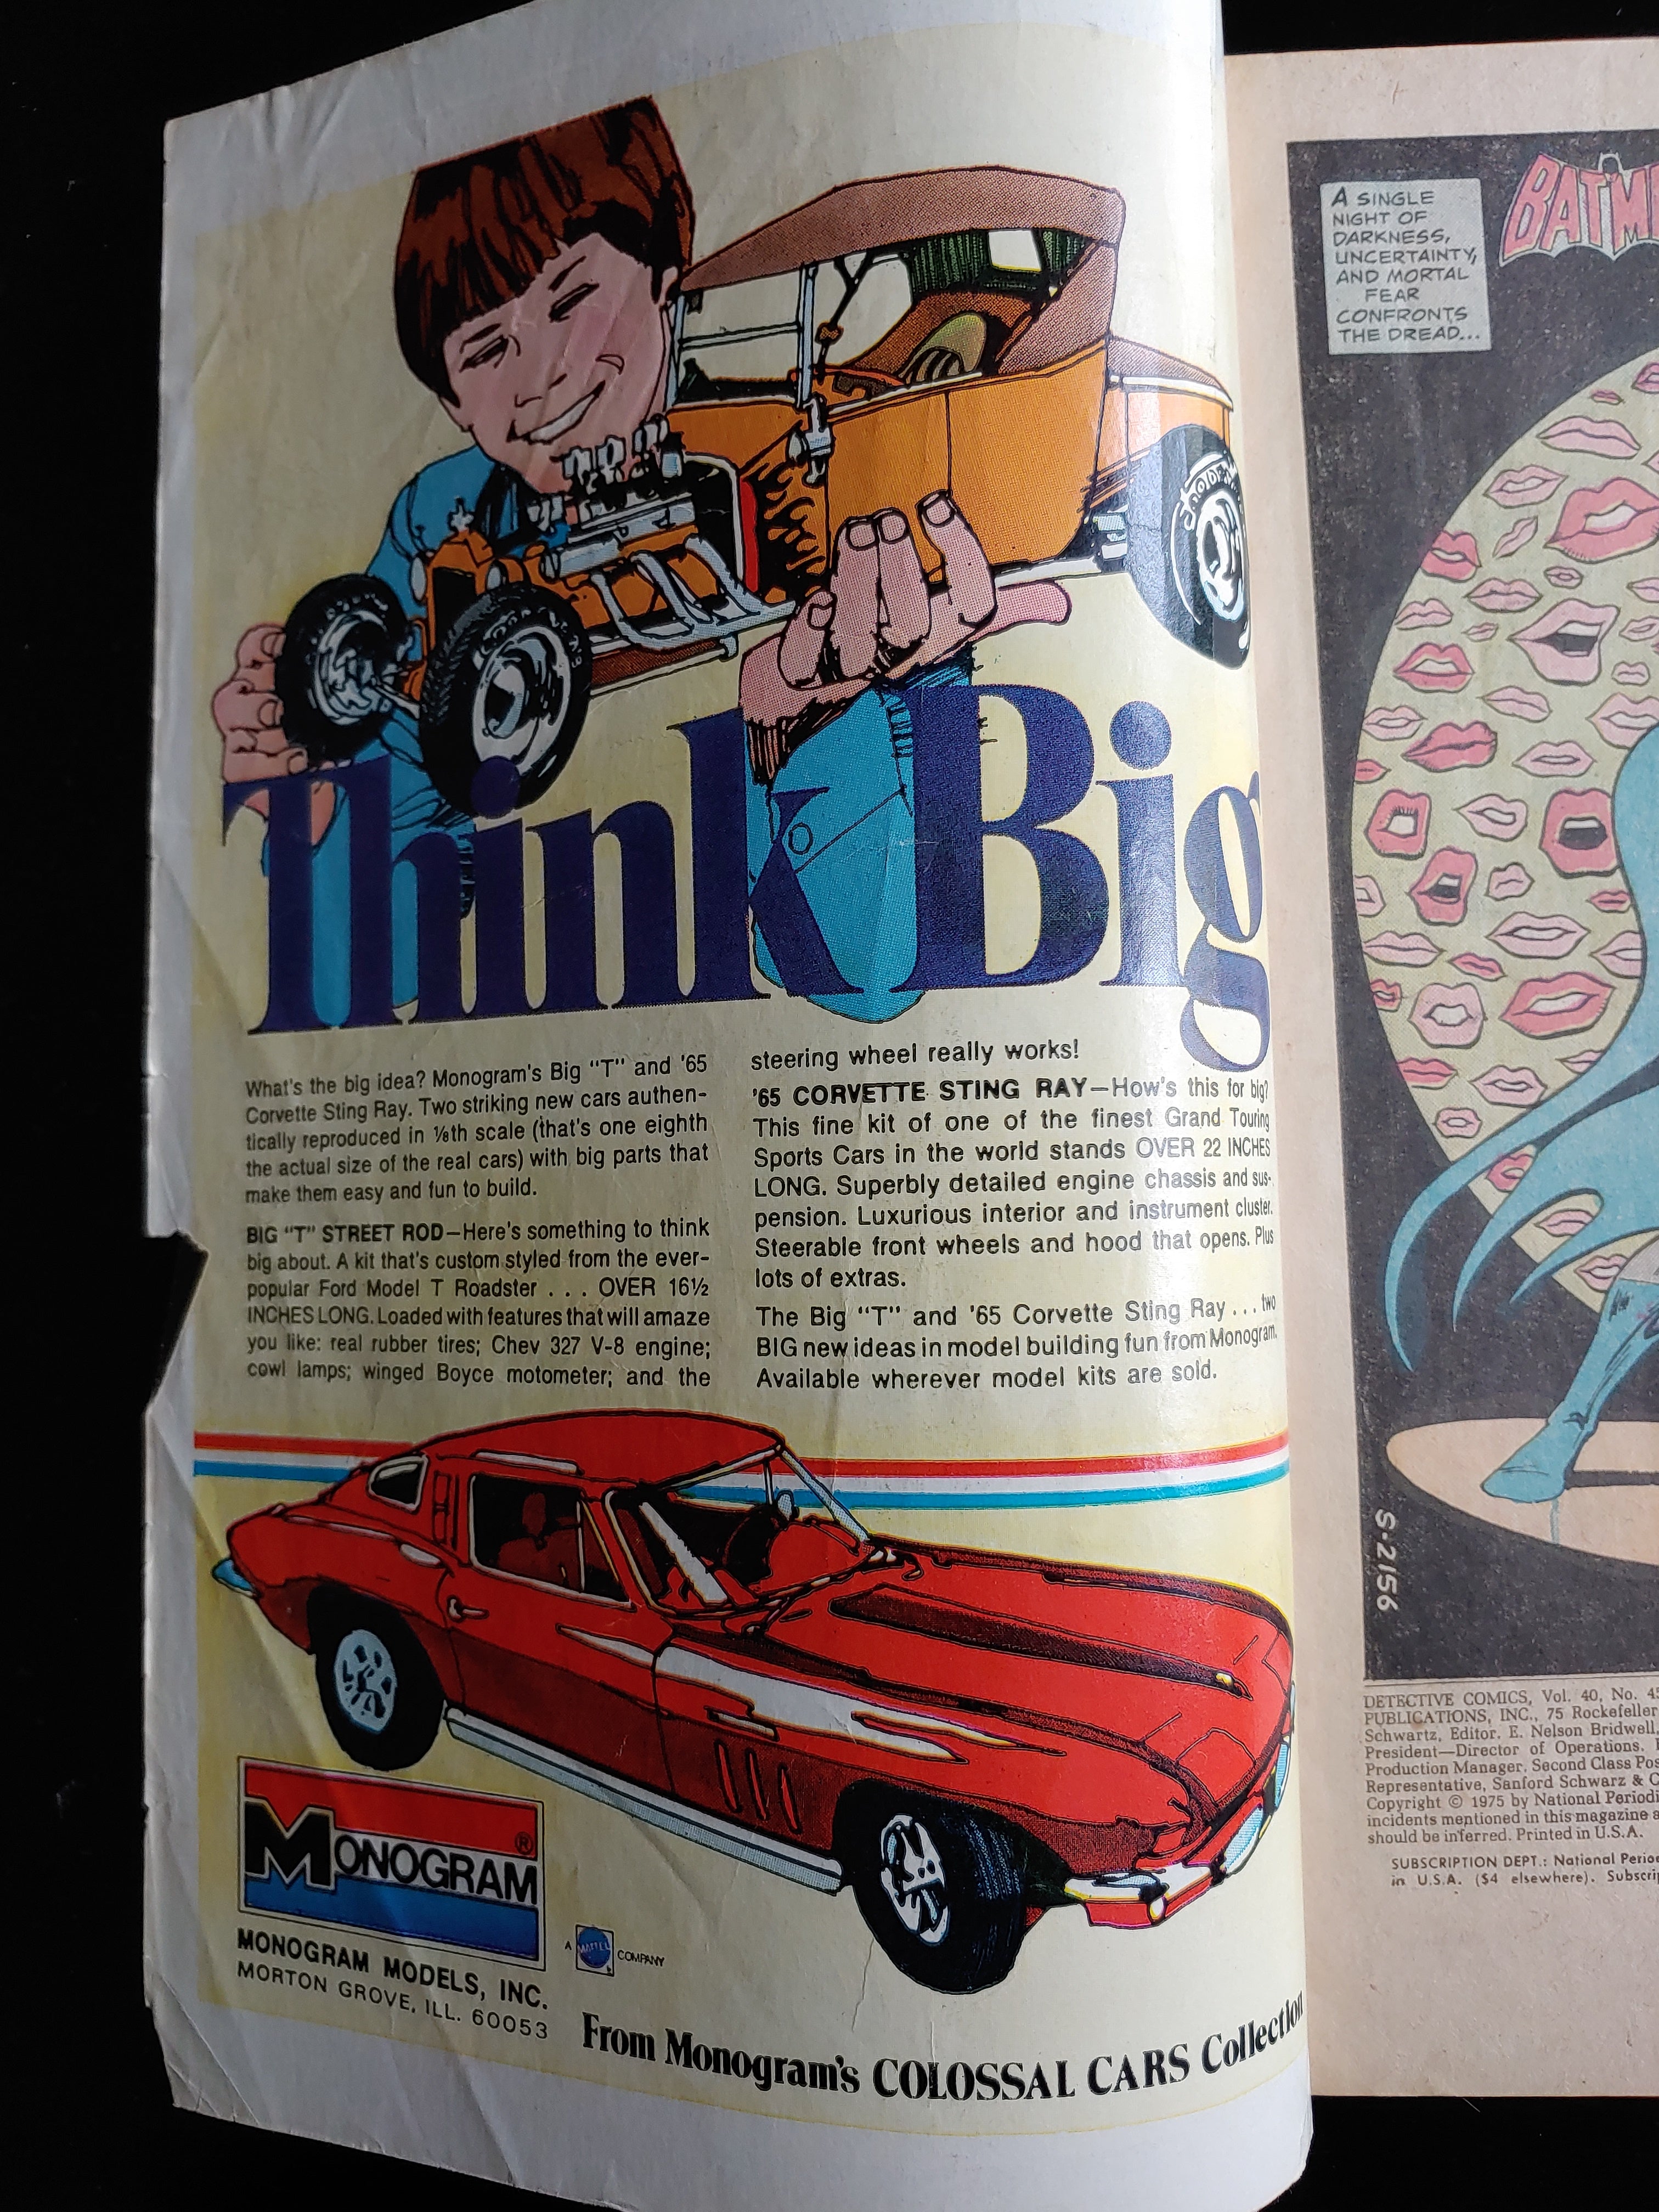 Think Big
What's the big idea? Monogram's Big "T" and '65
Corvette Sting Ray. Two striking new cars authen-
tically reproduced in ⅛th scale (that's one eighth
the actual size of the real cars) with big parts that
make them easy and fun to build.
BIG "T" STREET ROD—Here's something to think
big about. A kit that's custom styled from the ever-
popular Ford Model T Roadster . . . OVER 16½
INCHES LONG. Loaded with features that will amaze
you like: real rubber tires; Chev 327 V-8 engine;
cowl lamps; winged Boyce motometer; and the
steering wheel really works!
'65 CORVETTE STING RAY—How's this for big?
This fine kit of one of the finest Grand Touring
Sports Cars in the world stands OVER 22 INCHES
LONG. Superbly detailed engine chassis and sus-
pension. Luxurious interior and instrument cluster.
Steerable front wheels and hood that opens. Plus
lots of extras.
The Big "T" and '65 Corvette Sting Ray . . . two
BIG new ideas in model building fun from Monogram.
Available wherever model kits are sold.
MONOGRAM®
MONOGRAM MODELS, INC.
MORTON GROVE, ILL. 60053
A MATTEL COMPANY
From Monogram's COLOSSAL CARS Collection
A SINGLE
NIGHT OF
DARKNESS,
UNCERTAINTY,
AND MORTAL
FEAR
CONFRONTS
THE DREAD...
S-2156
DETECTIVE COMICS, Vol. 40, No.
PUBLICATIONS, INC., 75 Rockefeller
Schwartz, Editor. E. Nelson Bridwell,
President—Director of Operations.
Production Manager. Second Class
Representative, Sanford Schwarz &
Copyright © 1975 by National
incidents mentioned in this magazine
should be inferred. Printed in U.S.A.
SUBSCRIPTION DEPT.: National
in U.S.A. ($4 elsewhere).